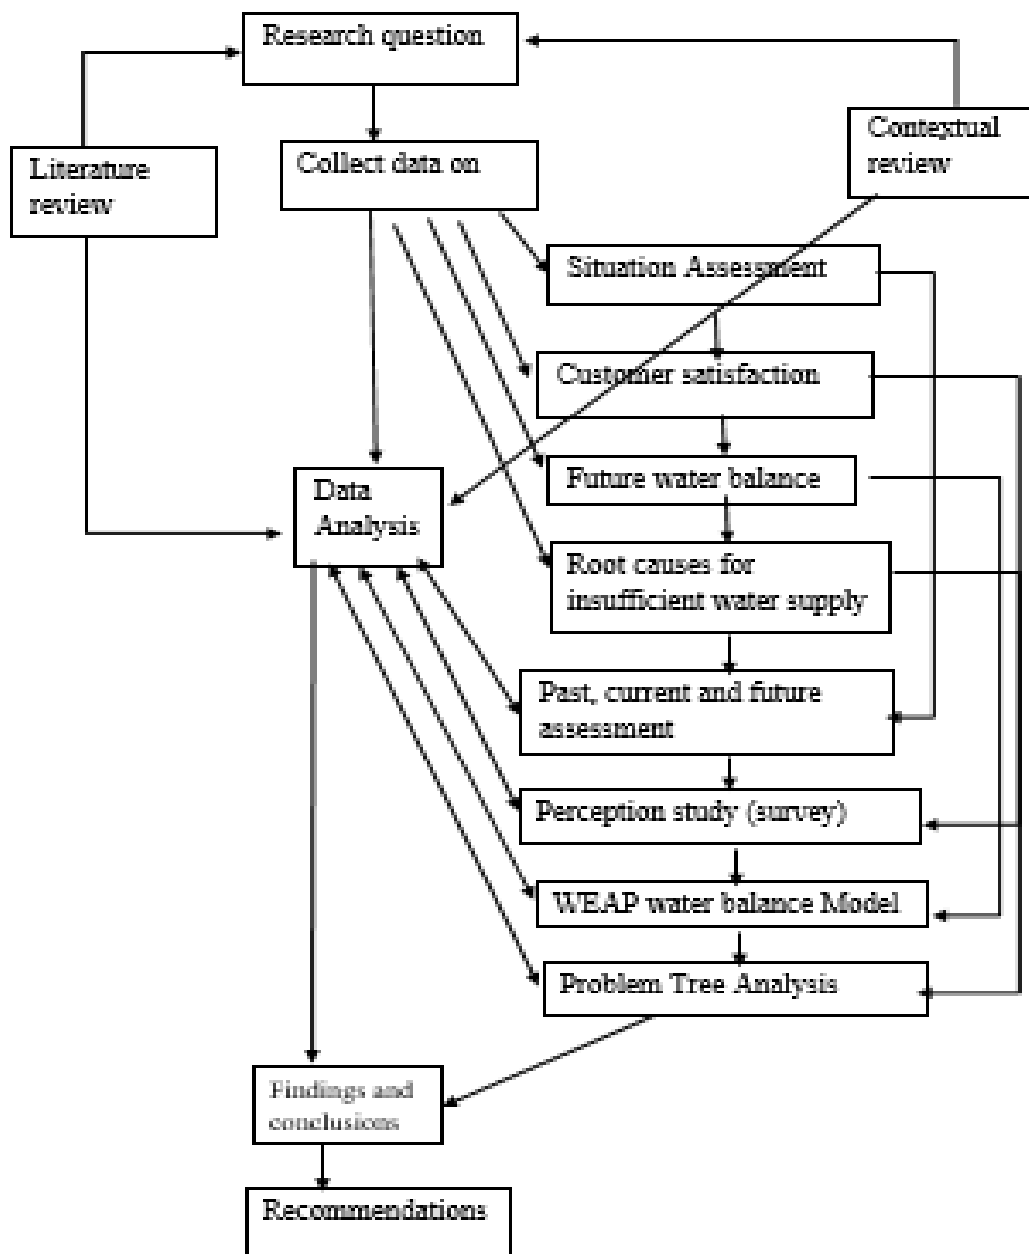 Research question
Contextual
review
Literature
review
Collect data on
Situation Assessment
Customer satisfaction
Future water balance
Data
Analysis
Root causes for
insufficient water supply
Past, current and future
assessment
Perception study (survey)
WEAP water balance Model
Problem Tree Analysis
Findings and
conclusions
Recommendations